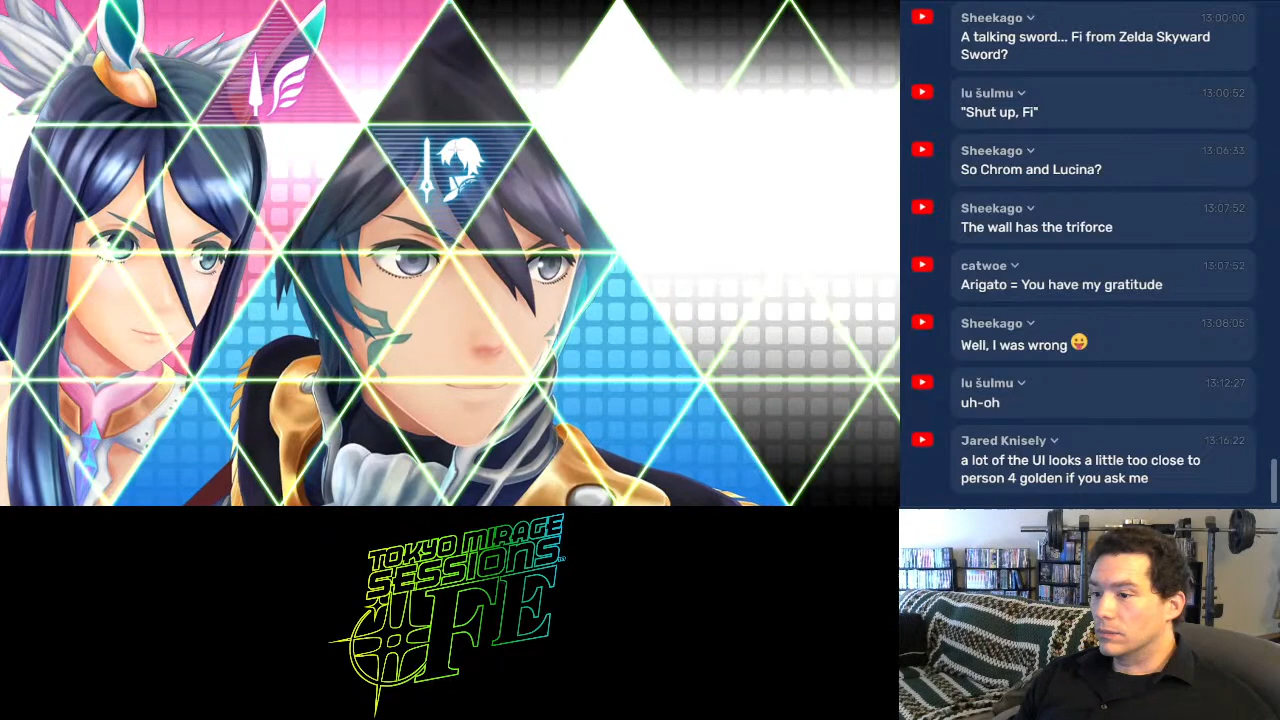 Sheekago 13:00:00
A talking sword... Fi from Zelda Skyward
Sword?
lu šulmu 13:00:52
"Shut up, Fi"
Sheekago 13:06:33
So Chrom and Lucina?
Sheekago 13:07:52
The wall has the triforce
catwoe 13:07:52
Arigato = You have my gratitude
Sheekago 13:08:05
Well, I was wrong 😛
lu šulmu 13:12:27
uh-oh
Jared Knisely 13:16:22
a lot of the UI looks a little too close to
person 4 golden if you ask me
TOKYO MIRAGE
SESSIONS™
#FE